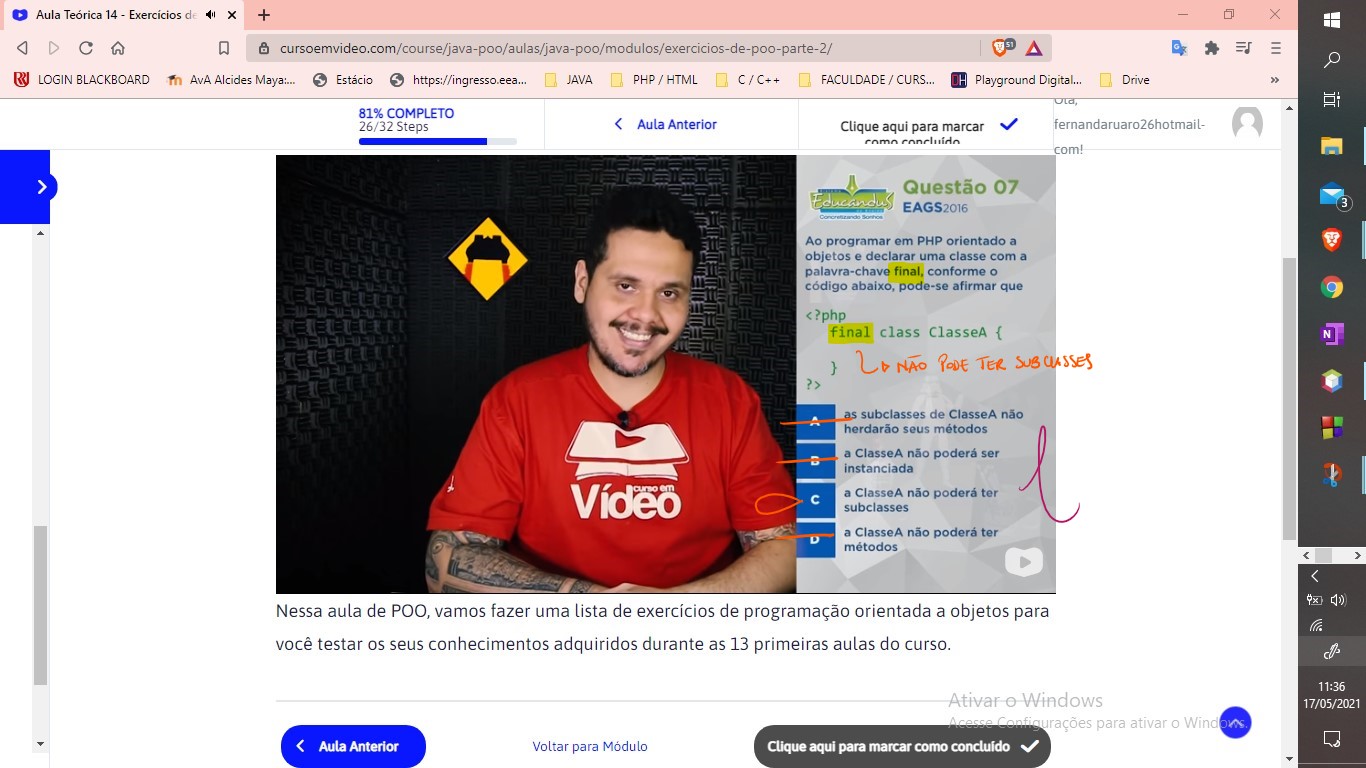 Aula Teórica 14 - Exercícios de
cursoemvideo.com/course/java-poo/aulas/java-poo/modulos/exercicios-de-poo-parte-2/
51
LOGIN BLACKBOARD
AvA Alcides Maya:...
Estácio
https://ingresso.eea...
JAVA
PHP / HTML
C / C++
FACULDADE / CURS...
Playground Digital...
Drive
»
81% COMPLETO
26/32 Steps
Aula Anterior
Clique aqui para marcar
como concluído
Olá,
fernandaruaro26hotmail-
com!
Educandus
Concretizando Sonhos
Questão 07
EAGS2016
Ao programar em PHP orientado a
objetos e declarar uma classe com a
palavra-chave final, conforme o
código abaixo, pode-se afirmar que
<?php
final class ClasseA {
}
?>
NÃO PODE TER SUBCLASSES
A as subclasses de ClasseA não
herdarão seus métodos
B a ClasseA não poderá ser
instanciada
C a ClasseA não poderá ter
subclasses
D a ClasseA não poderá ter
métodos
CURSO EM
Vídeo
Nessa aula de POO, vamos fazer uma lista de exercícios de programação orientada a objetos para
você testar os seus conhecimentos adquiridos durante as 13 primeiras aulas do curso.
Ativar o Windows
Acesse Configurações para ativar o Windows.
Aula Anterior
Voltar para Módulo
Clique aqui para marcar como concluído
3
11:36
17/05/2021